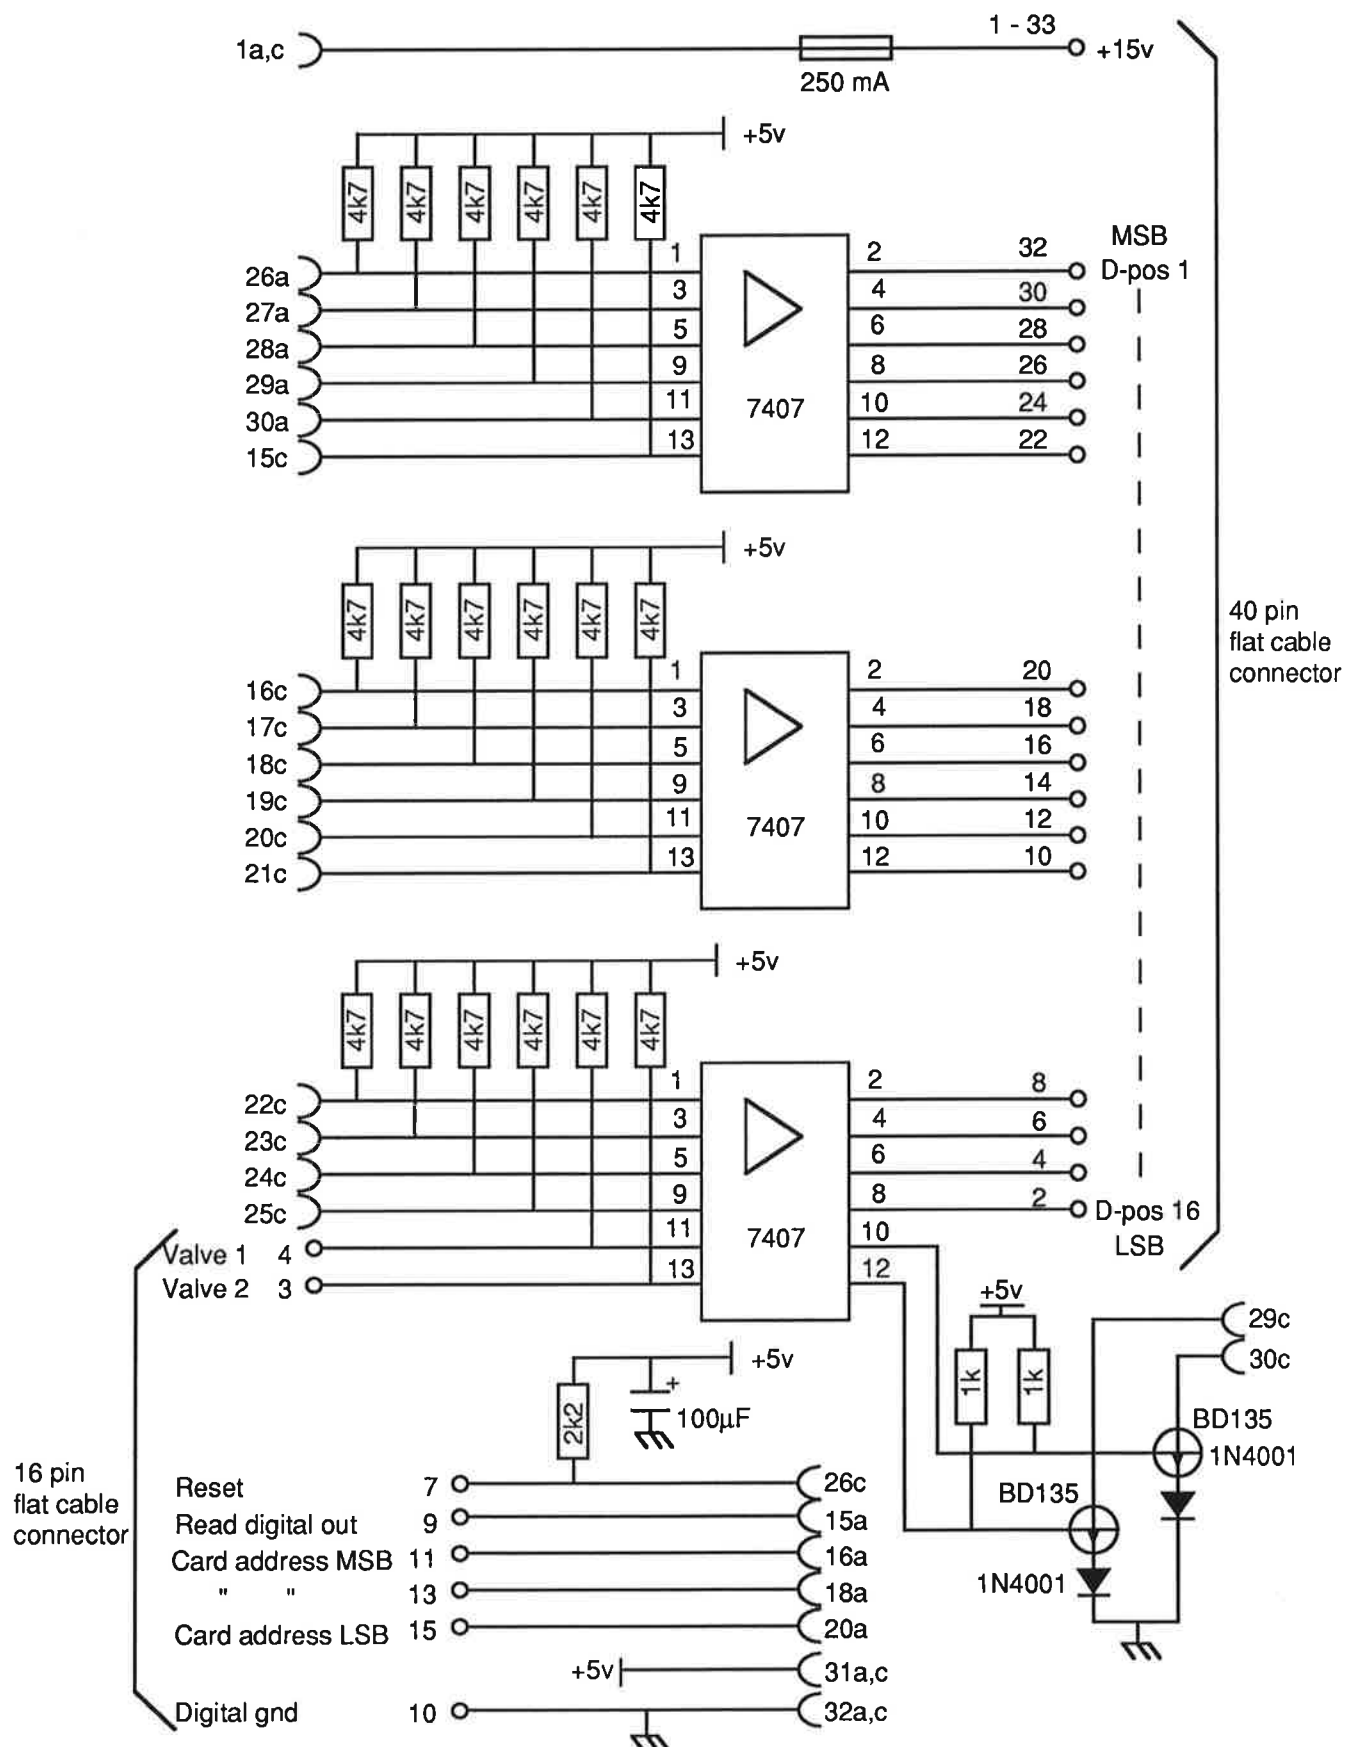 1a,c 250 mA 1 - 33 +15v
+5v
4k7 4k7 4k7 4k7 4k7 4k7
MSB
26a 1 2 32 D-pos 1
27a 3 4 30
28a 5 6 28
29a 9 8 26
30a 11 7407 10 24
15c 13 12 22
+5v
4k7 4k7 4k7 4k7 4k7 4k7
40 pin
flat cable
connector
16c 1 2 20
17c 3 4 18
18c 5 6 16
19c 9 8 14
20c 11 7407 10 12
21c 13 12 10
+5v
4k7 4k7 4k7 4k7 4k7 4k7
22c 1 2 8
23c 3 4 6
24c 5 6 4
25c 9 8 2 D-pos 16
LSB
Valve 1 4 11 7407 10
Valve 2 3 13 12
+5v
29c
30c
1k 1k
BD135
1N4001
BD135
1N4001
+5v
2k2
+
100µF
16 pin
flat cable
connector
Reset 7 26c
Read digital out 9 15a
Card address MSB 11 16a
" " 13 18a
Card address LSB 15 20a
+5v 31a,c
Digital gnd 10 32a,c